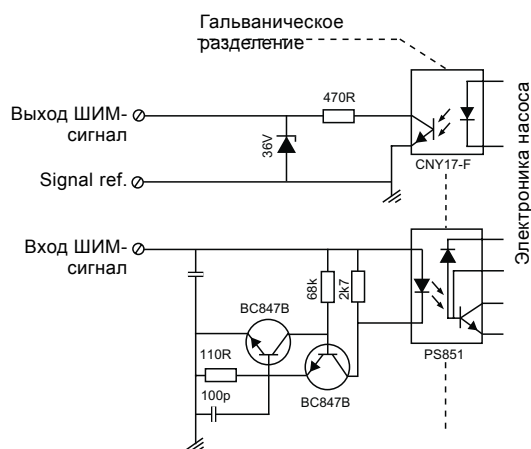 Гальваническое
разделение
470R
Выход ШИМ-
сигнал
36V
Signal ref.
CNY17-F
Электроника насоса
Вход ШИМ-
сигнал
68k
2k7
BC847B
110R
PS851
100p
BC847B